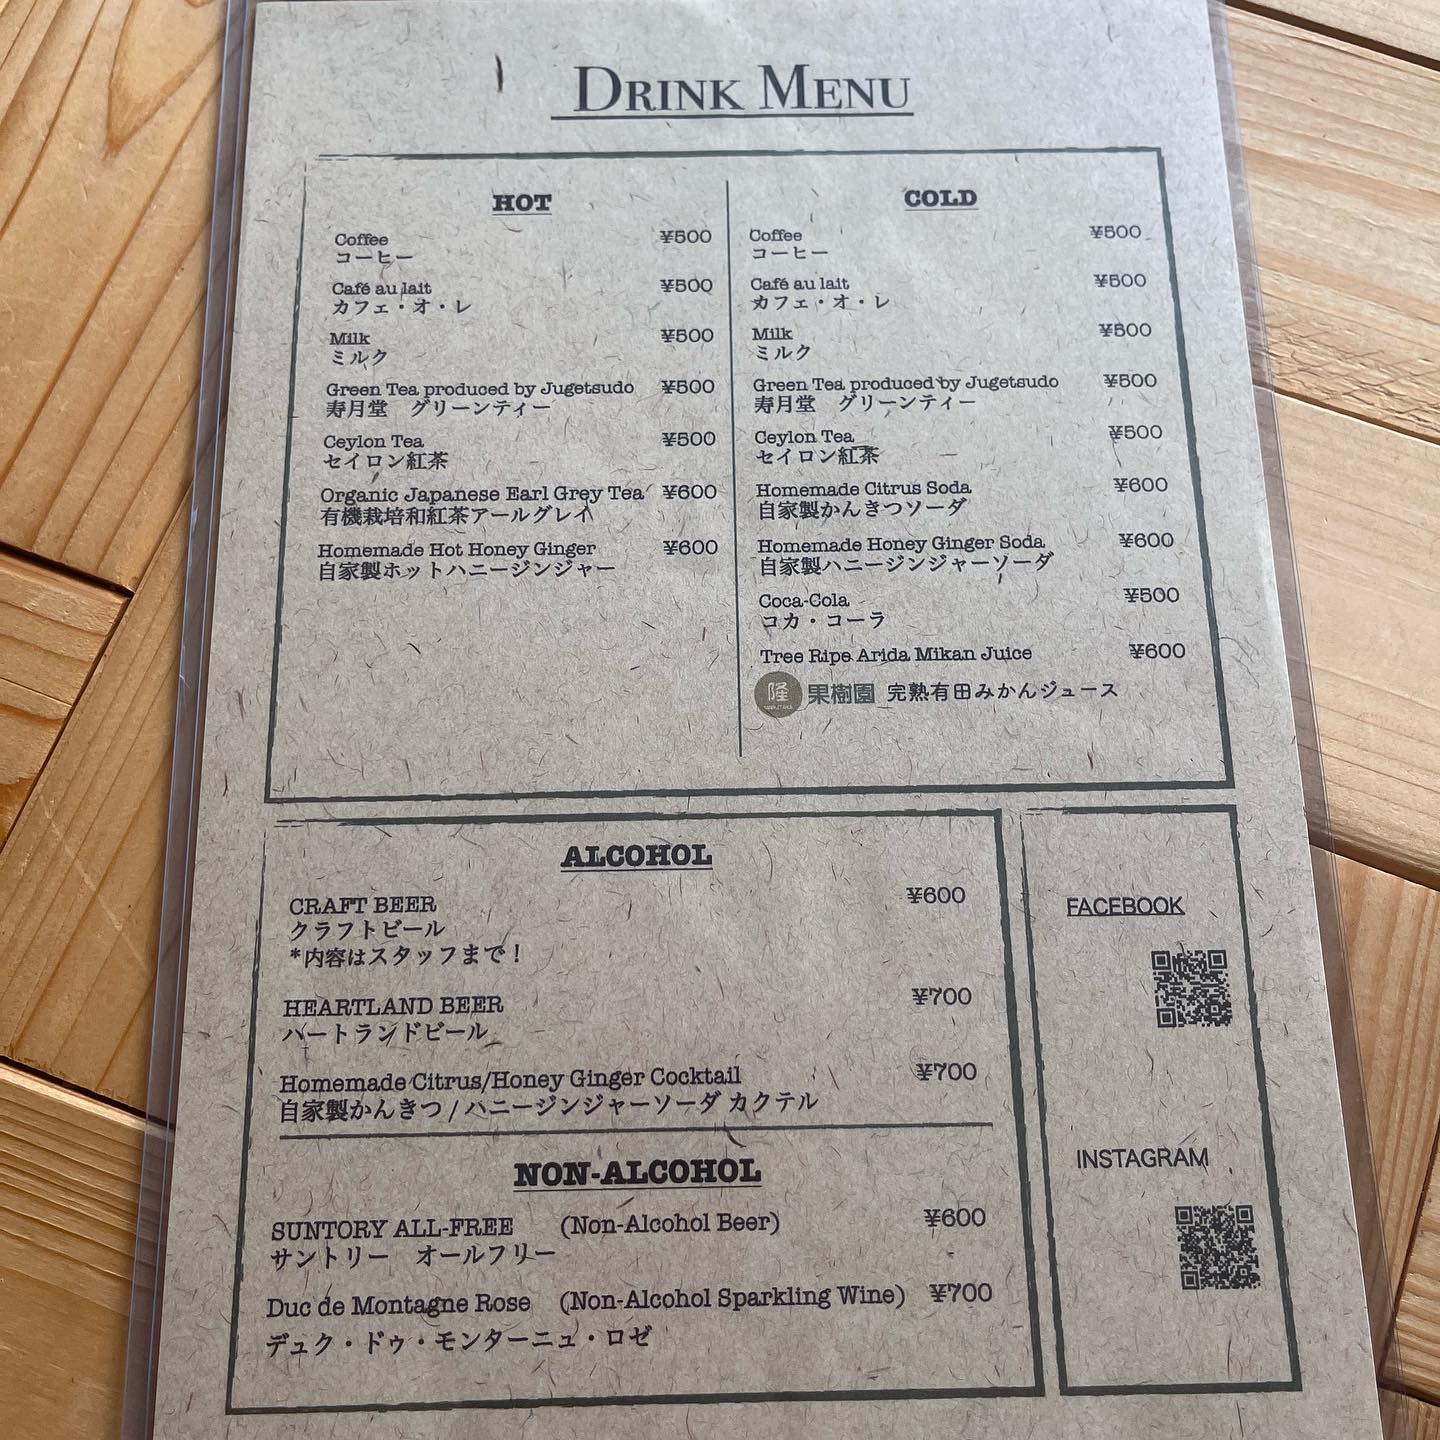 DRINK MENU
HOT
Coffee ¥500
コーヒー
Café au lait ¥500
カフェ・オ・レ
Milk ¥500
ミルク
Green Tea produced by Jugetsudo ¥500
寿月堂　グリーンティー
Ceylon Tea ¥500
セイロン紅茶
Organic Japanese Earl Grey Tea ¥600
有機栽培和紅茶アールグレイ
Homemade Hot Honey Ginger ¥600
自家製ホットハニージンジャー
COLD
Coffee ¥500
コーヒー
Café au lait ¥500
カフェ・オ・レ
Milk ¥500
ミルク
Green Tea produced by Jugetsudo ¥500
寿月堂　グリーンティー
Ceylon Tea ¥500
セイロン紅茶
Homemade Citrus Soda ¥600
自家製かんきつソーダ
Homemade Honey Ginger Soda ¥600
自家製ハニージンジャーソーダ
Coca-Cola ¥500
コカ・コーラ
Tree Ripe Arida Mikan Juice ¥600
隆 果樹園 完熟有田みかんジュース
ALCOHOL
CRAFT BEER ¥600
クラフトビール
*内容はスタッフまで！
HEARTLAND BEER ¥700
ハートランドビール
Homemade Citrus/Honey Ginger Cocktail ¥700
自家製かんきつ / ハニージンジャーソーダ カクテル
NON-ALCOHOL
SUNTORY ALL-FREE (Non-Alcohol Beer) ¥600
サントリー　オールフリー
Duc de Montagne Rose (Non-Alcohol Sparkling Wine) ¥700
デュク・ドゥ・モンターニュ・ロゼ
FACEBOOK
INSTAGRAM